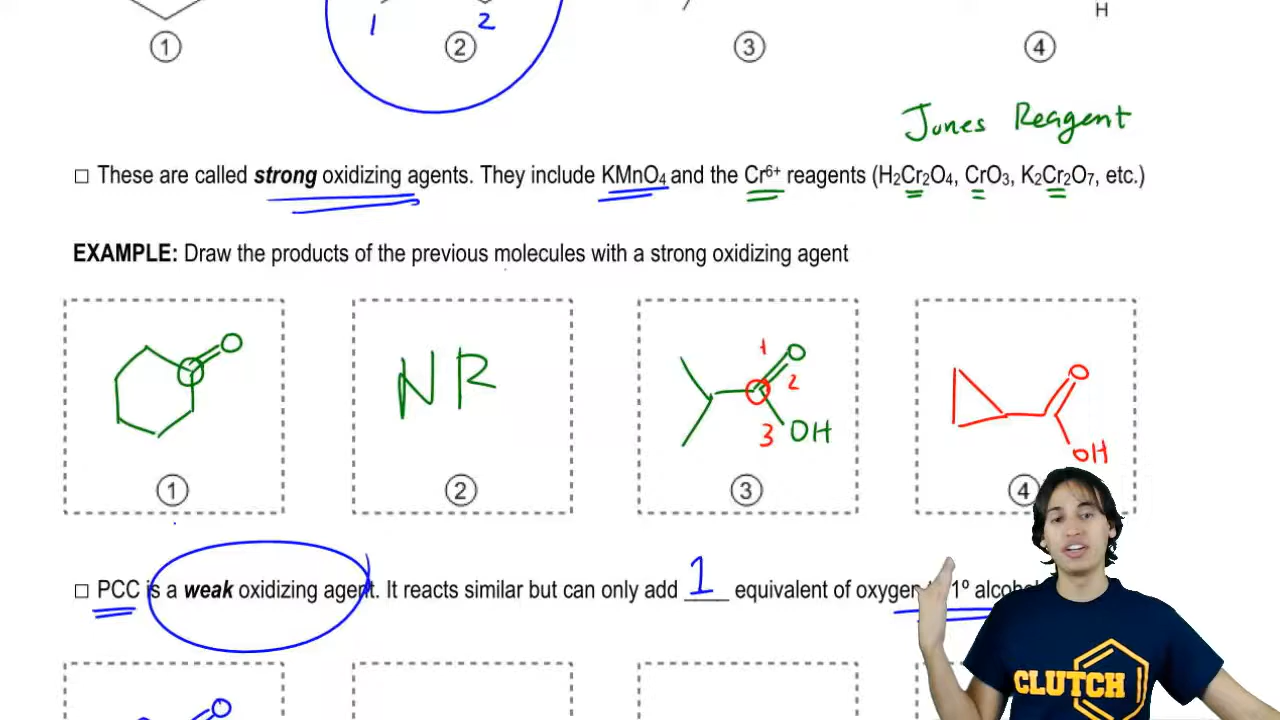 1 2
① ② ③ ④
H
Jones Reagent
□ These are called strong oxidizing agents. They include KMnO4 and the Cr6+ reagents (H2Cr2O4, CrO3, K2Cr2O7, etc.)
EXAMPLE: Draw the products of the previous molecules with a strong oxidizing agent
O
NR
1 O
2
3 OH
O
OH
① ② ③ ④
□ PCC is a weak oxidizing agent. It reacts similar but can only add 1 equivalent of oxygen 1º
O
CLUTCH